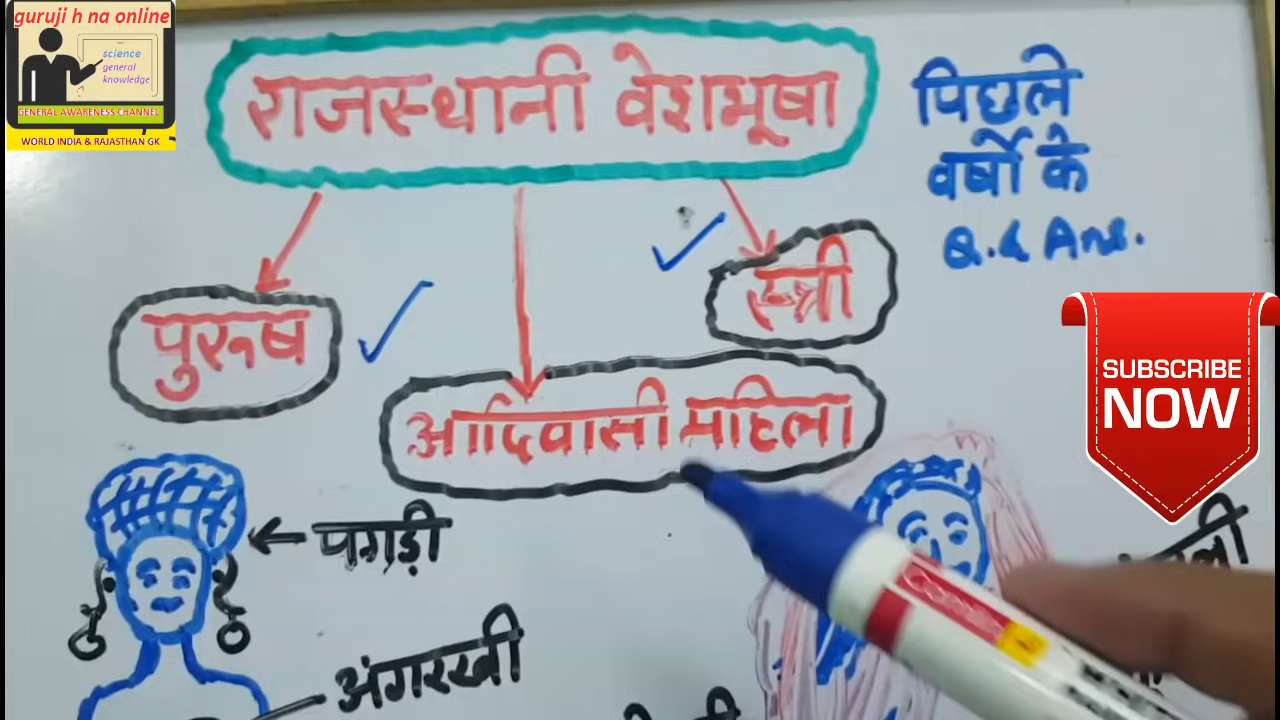 guruji h na online
science
general
knowledge
GENERAL AWARENESS CHANNEL
WORLD INDIA & RAJASTHAN GK
राजस्थानी वेशभूषा
पिछले
वर्षो के
Q. & Ans.
पुरुष
स्त्री
आदिवासी महिला
SUBSCRIBE
NOW
पगड़ी
अंगरखी